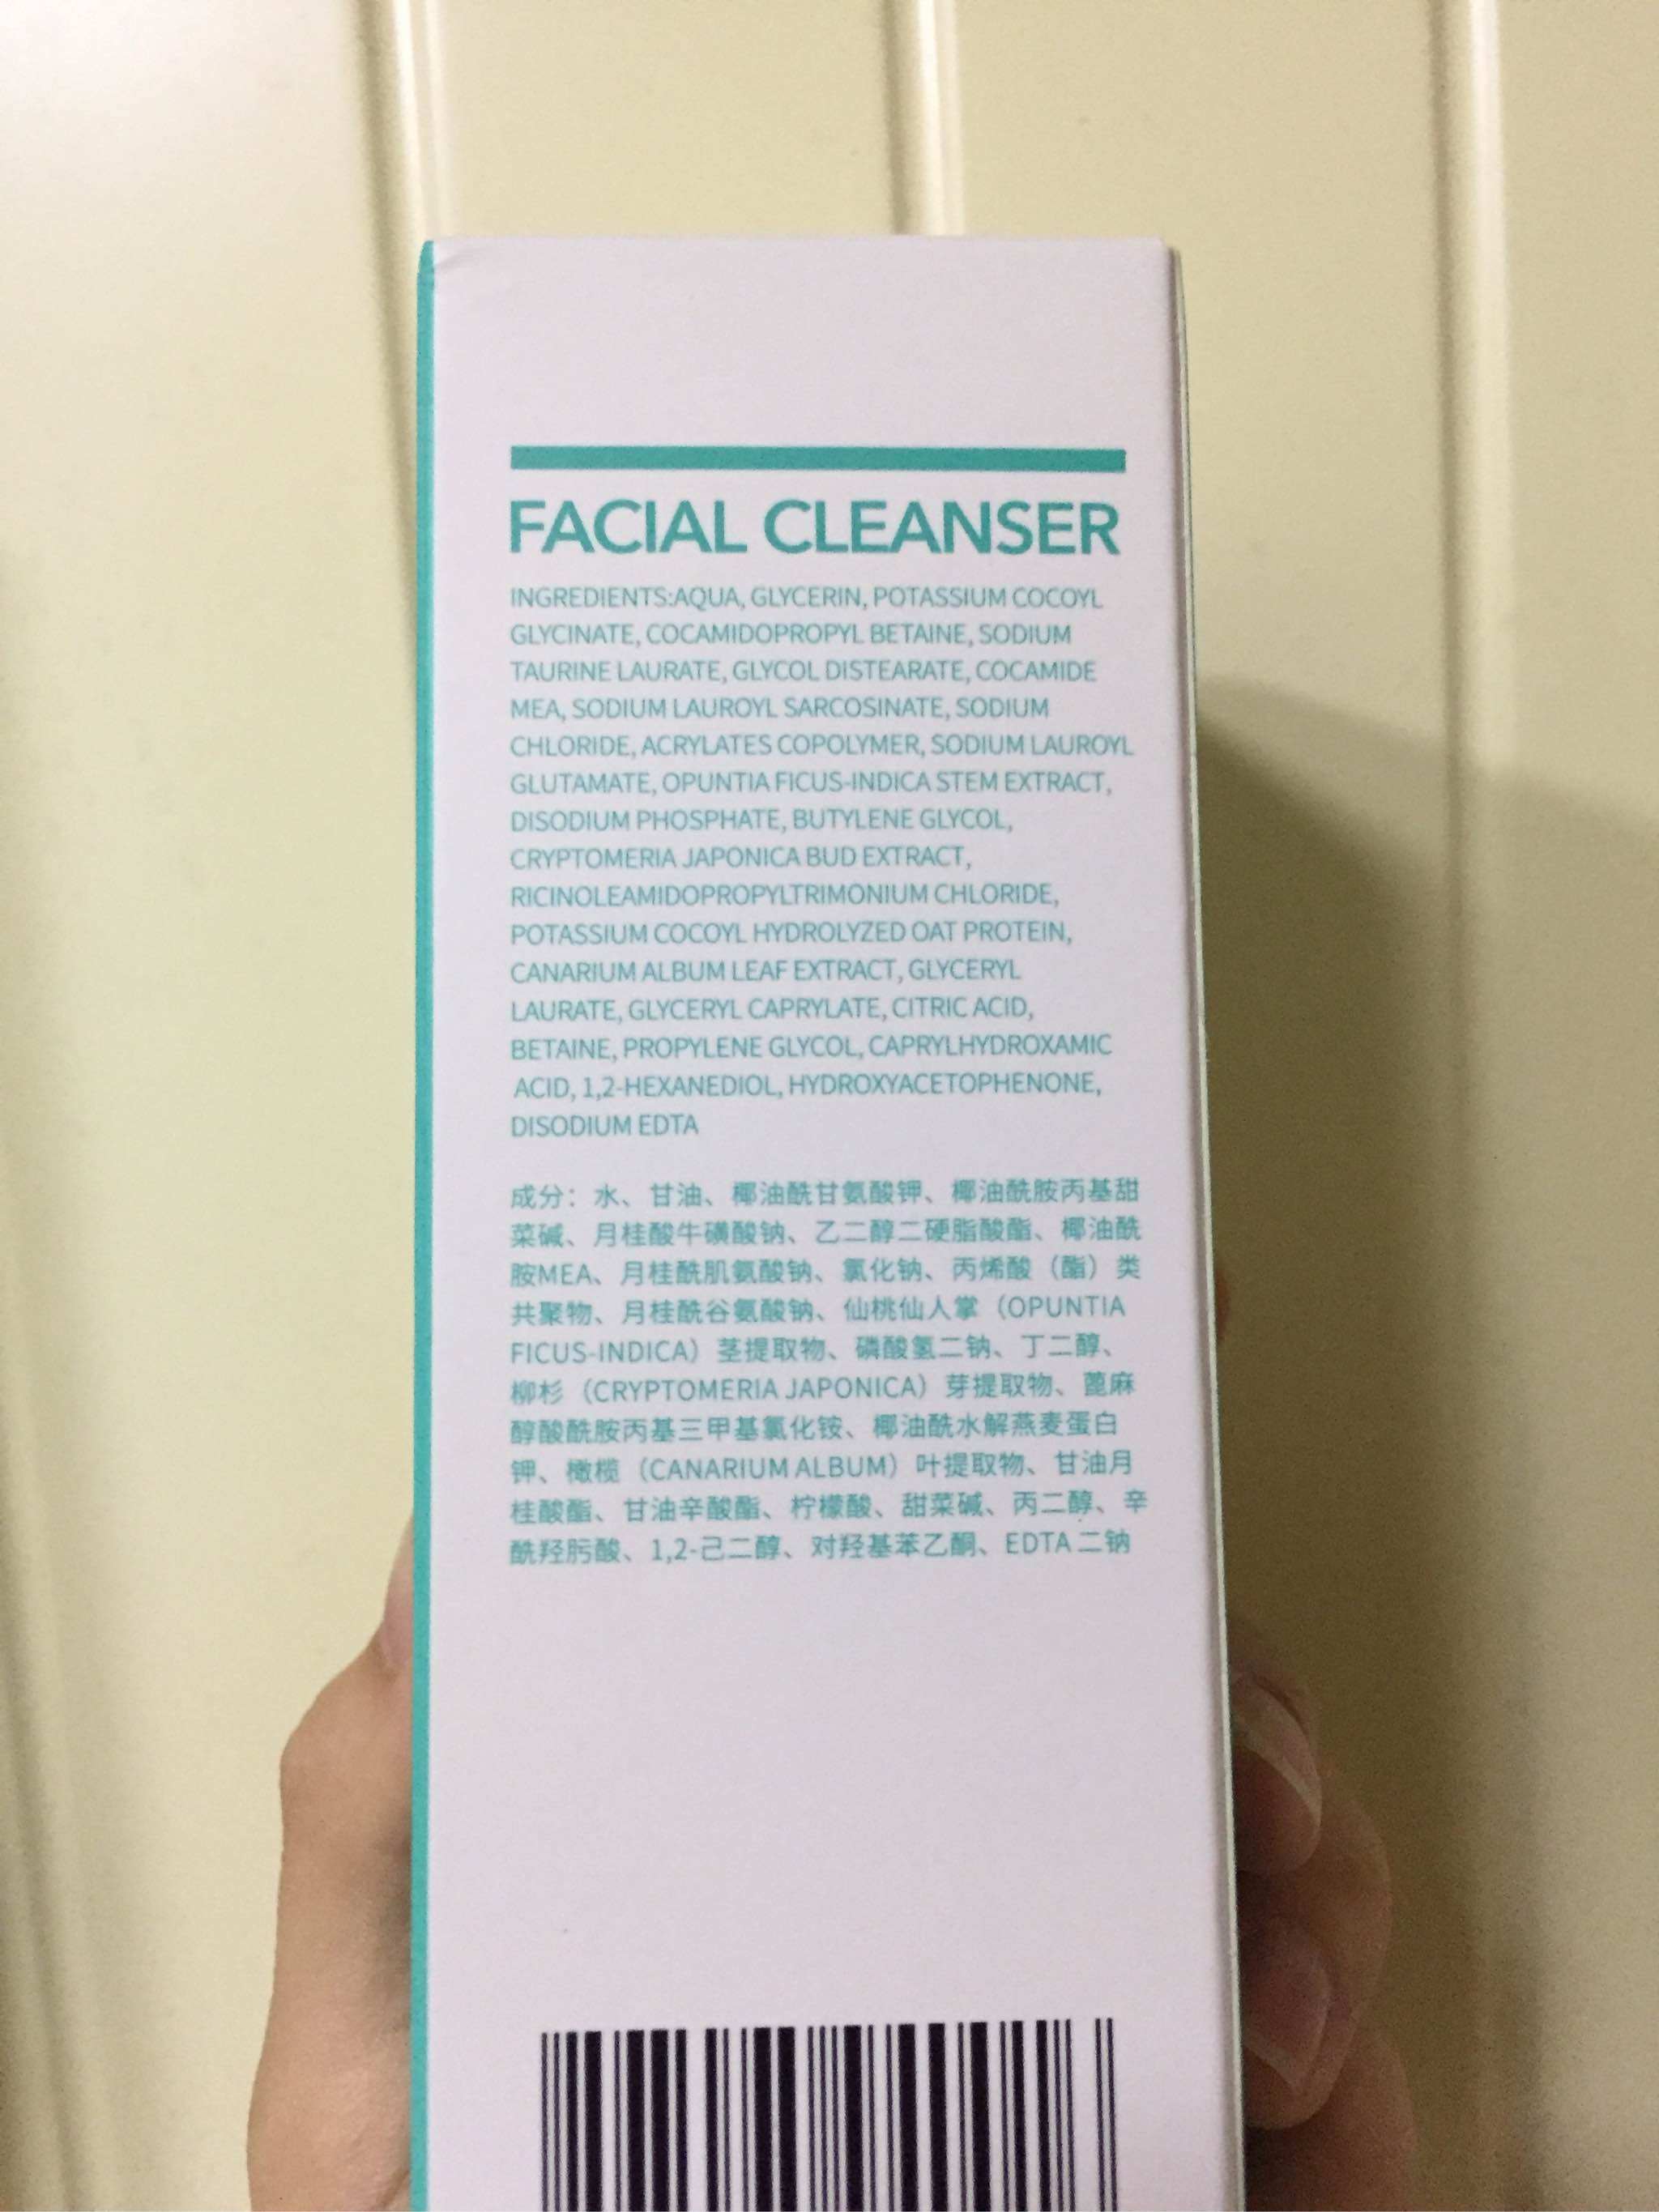 FACIAL CLEANSER
INGREDIENTS:AQUA, GLYCERIN, POTASSIUM COCOYL
GLYCINATE, COCAMIDOPROPYL BETAINE, SODIUM
TAURINE LAURATE, GLYCOL DISTEARATE, COCAMIDE
MEA, SODIUM LAUROYL SARCOSINATE, SODIUM
CHLORIDE, ACRYLATES COPOLYMER, SODIUM LAUROYL
GLUTAMATE, OPUNTIA FICUS-INDICA STEM EXTRACT,
DISODIUM PHOSPHATE, BUTYLENE GLYCOL,
CRYPTOMERIA JAPONICA BUD EXTRACT,
RICINOLEAMIDOPROPYLTRIMONIUM CHLORIDE,
POTASSIUM COCOYL HYDROLYZED OAT PROTEIN,
CANARIUM ALBUM LEAF EXTRACT, GLYCERYL
LAURATE, GLYCERYL CAPRYLATE, CITRIC ACID,
BETAINE, PROPYLENE GLYCOL, CAPRYLHYDROXAMIC
ACID, 1,2-HEXANEDIOL, HYDROXYACETOPHENONE,
DISODIUM EDTA
成分：水、甘油、椰油酰甘氨酸钾、椰油酰胺丙基甜
菜碱、月桂酸牛磺酸钠、乙二醇二硬脂酸酯、椰油酰
胺MEA、月桂酰肌氨酸钠、氯化钠、丙烯酸（酯）类
共聚物、月桂酰谷氨酸钠、仙桃仙人掌（OPUNTIA
FICUS-INDICA）茎提取物、磷酸氢二钠、丁二醇、
柳杉（CRYPTOMERIA JAPONICA）芽提取物、蓖麻
醇酸酰胺丙基三甲基氯化铵、椰油酰水解燕麦蛋白
钾、橄榄（CANARIUM ALBUM）叶提取物、甘油月
桂酸酯、甘油辛酸酯、柠檬酸、甜菜碱、丙二醇、辛
酰羟肟酸、1,2-己二醇、对羟基苯乙酮、EDTA 二钠